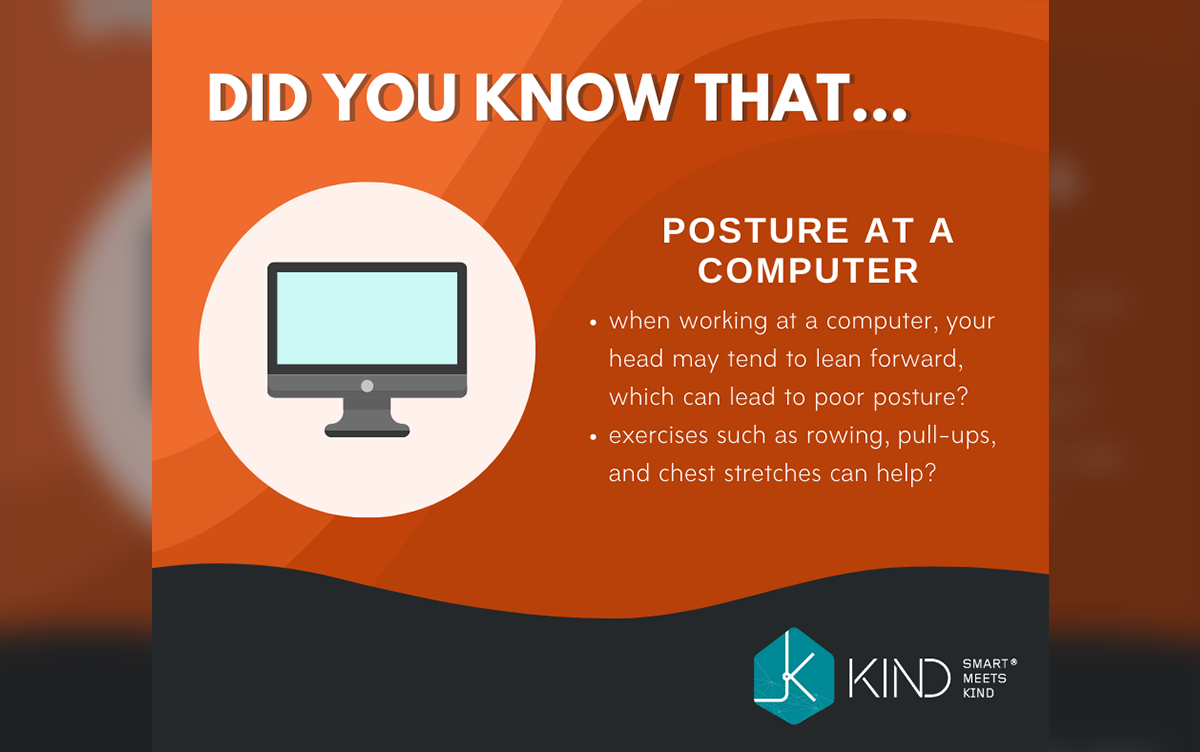 DID YOU KNOW THAT...
POSTURE AT A
COMPUTER
• when working at a computer, your
head may tend to lean forward,
which can lead to poor posture?
• exercises such as rowing, pull-ups,
and chest stretches can help?
KIND
SMART®
MEETS
KIND